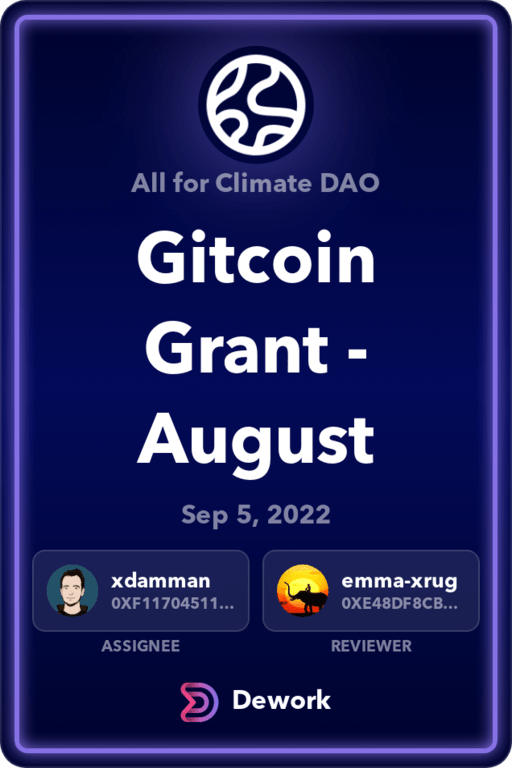 All for Climate DAO
Gitcoin
Grant -
August
Sep 5, 2022
xdamman
0XF11704511...
emma-xrug
0XE48DF8CB...
ASSIGNEE
REVIEWER
Dework